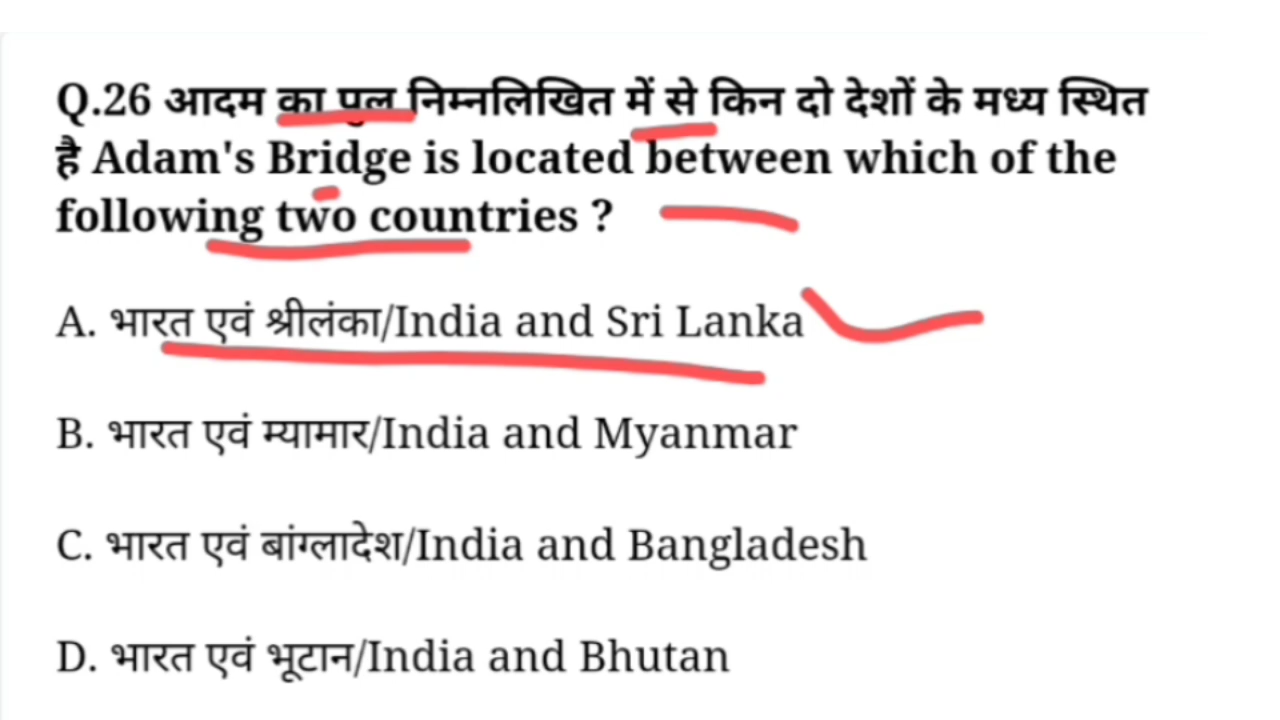 Q.26 आदम का पुल निम्नलिखित में से किन दो देशों के मध्य स्थित
है Adam's Bridge is located between which of the
following two countries ?
A. भारत एवं श्रीलंका/India and Sri Lanka
B. भारत एवं म्यामार/India and Myanmar
C. भारत एवं बांग्लादेश/India and Bangladesh
D. भारत एवं भूटान/India and Bhutan